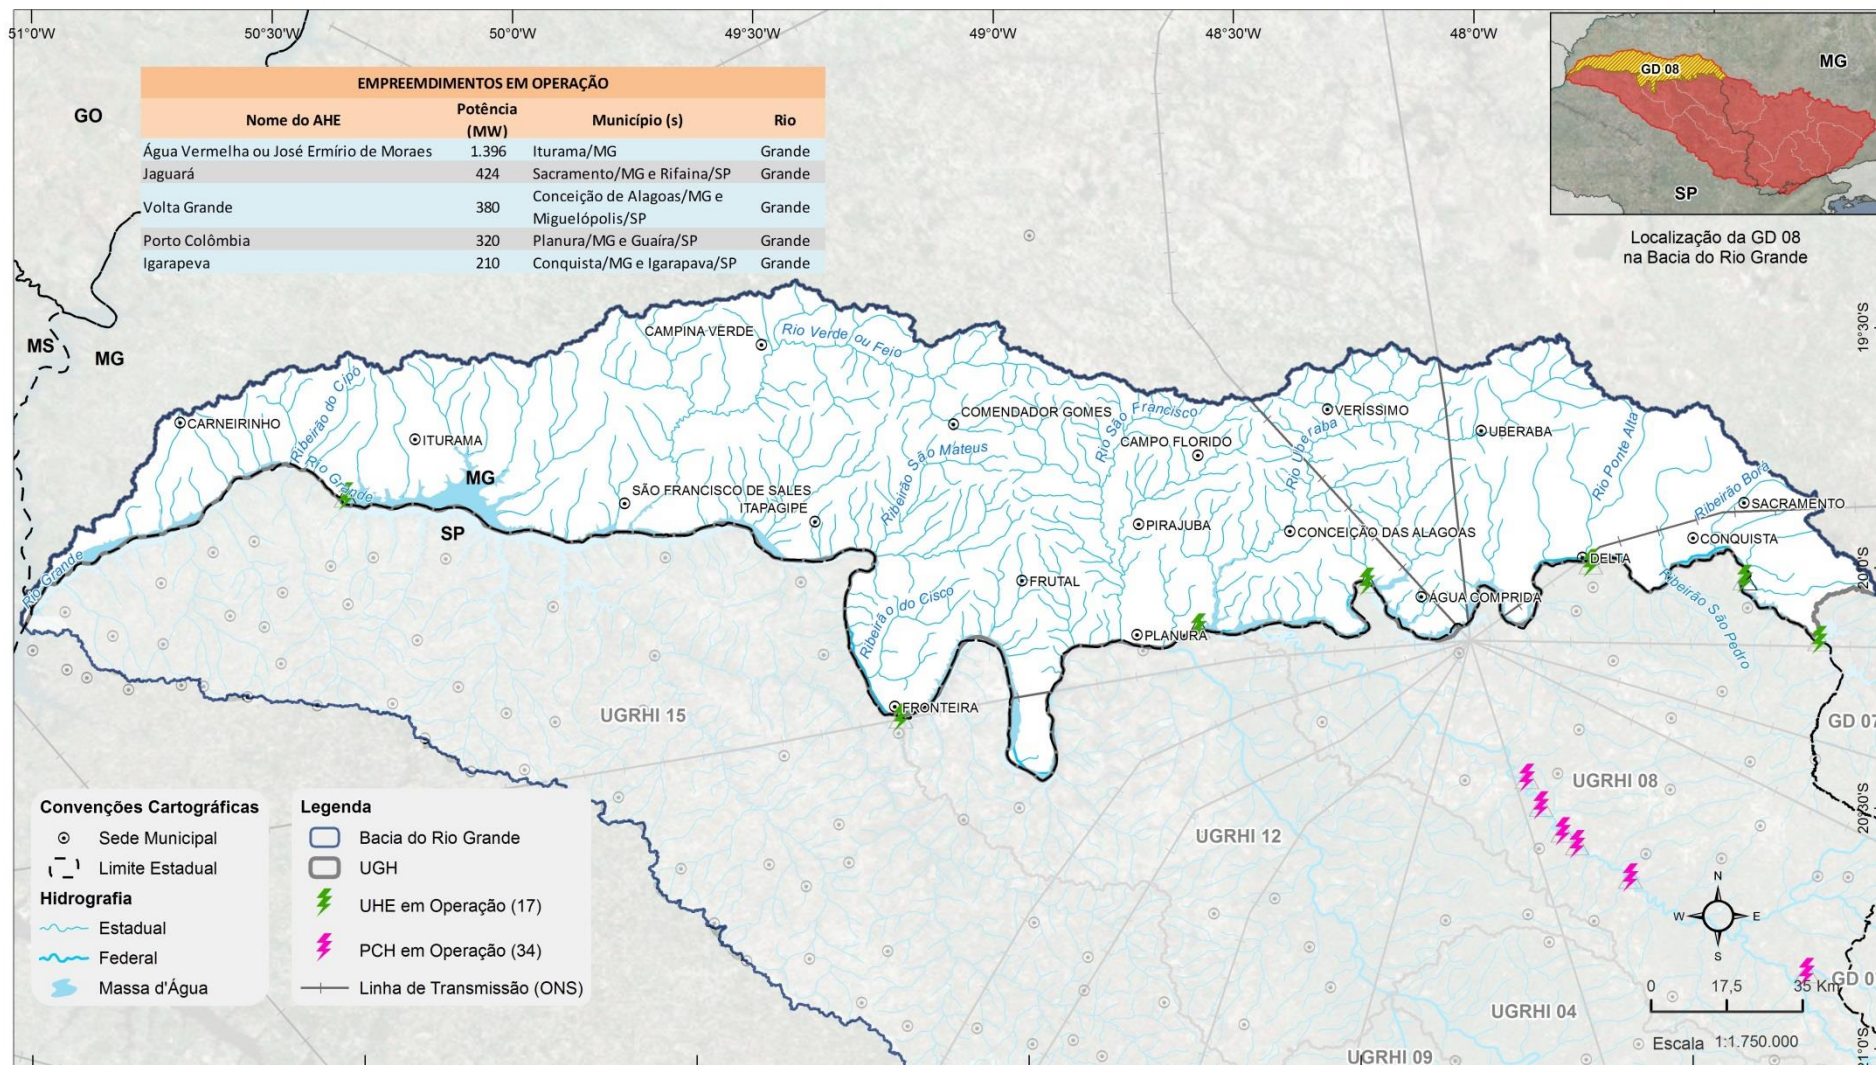 51°0'W
50°30'W
50°0'W
49°30'W
49°0'W
48°30'W
48°0'W
EMPREEMDIMENTOS EM OPERAÇÃO
Nome do AHE
Potência
(MW)
Município (s)
Rio
Água Vermelha ou José Ermírio de Moraes 1.396 Iturama/MG Grande
Jaguará 424 Sacramento/MG e Rifaina/SP Grande
Volta Grande 380 Conceição de Alagoas/MG e
Miguelópolis/SP Grande
Porto Colômbia 320 Planura/MG e Guaíra/SP Grande
Igarapeva 210 Conquista/MG e Igarapava/SP Grande
GD 08
MG
SP
Localização da GD 08
na Bacia do Rio Grande
GO
MS
MG
19°30'S
20°0'S
20°30'S
21°0'S
CAMPINA VERDE
Rio Verde ou Feio
CARNEIRINHO
Ribeirão do Cipó
ITURAMA
COMENDADOR GOMES
Rio São Francisco
CAMPO FLORIDO
VERÍSSIMO
UBERABA
Rio Uberaba
Rio Ponte Alta
Ribeirão São Mateus
Rio São Francisco
Rio Grande
MG
SP
SÃO FRANCISCO DE SALES
ITAPAGIPE
PIRAJUBA
CONCEIÇÃO DAS ALAGOAS
Ribeirão Borá
SACRAMENTO
CONQUISTA
DELTA
Rio Grande
FRUTAL
ÁGUA COMPRIDA
Ribeirão do Cisco
PLANURA
Ribeirão São Pedro
FRONTEIRA
UGRHI 15
GD 07
UGRHI 08
UGRHI 12
UGRHI 04
UGRHI 09
GD 0
Convenções Cartográficas
Sede Municipal
Limite Estadual
Hidrografia
Estadual
Federal
Massa d'Água
Legenda
Bacia do Rio Grande
UGH
UHE em Operação (17)
PCH em Operação (34)
Linha de Transmissão (ONS)
N
W E
S
0 17,5 35 Km
Escala 1:1.750.000